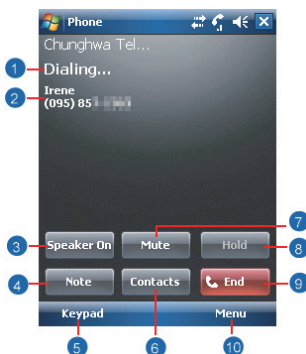 Phone
Chunghwa Tel...
1 Dialing...
2 Irene
(095) 85
7
3 Speaker On Mute Hold 8
4 Note Contacts End 9
Keypad Menu
5 6 10